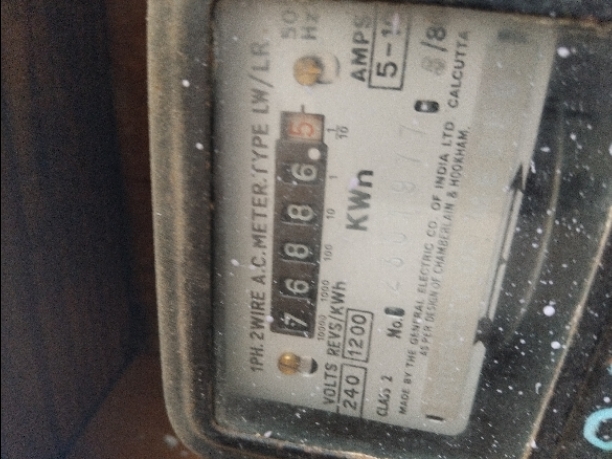 1PH. 2WIRE A.C. METER. TYPE LW/LR.
50 Hz
7 6 8 8 6 5
10000 1000 100 10 1 1/10
VOLTS REVS/KWh KWh AMPS
240 1200 5-10
CLASS 2 No.
MADE BY THE GENERAL ELECTRIC CO. OF INDIA LTD CALCUTTA
AS PER DESIGN OF CHAMBERLAIN & HOOKHAM.